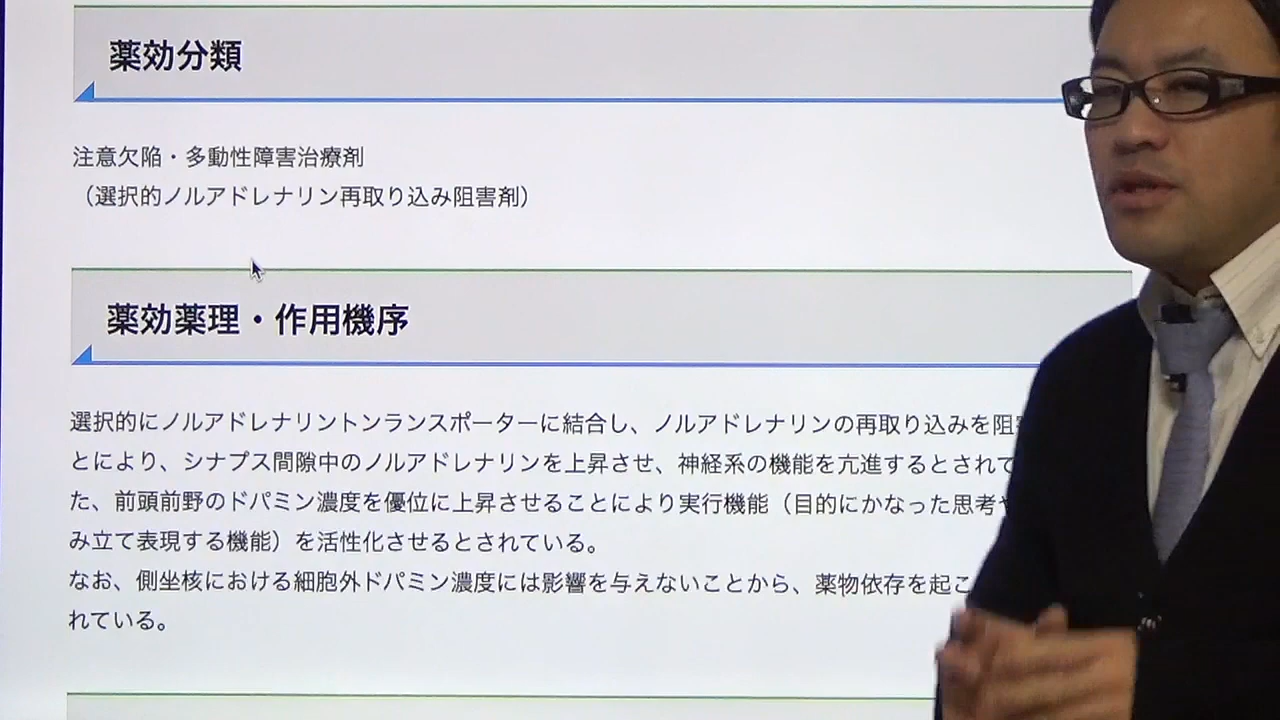 薬効分類
注意欠陥・多動性障害治療剤
（選択的ノルアドレナリン再取り込み阻害剤）
薬効薬理・作用機序
選択的にノルアドレナリントンランスポーターに結合し、ノルアドレナリンの再取り込みを阻
とにより、シナプス間隙中のノルアドレナリンを上昇させ、神経系の機能を亢進するとされて
た、前頭前野のドパミン濃度を優位に上昇させることにより実行機能（目的にかなった思考や
み立て表現する機能）を活性化させるとされている。
なお、側坐核における細胞外ドパミン濃度には影響を与えないことから、薬物依存を起こ
れている。